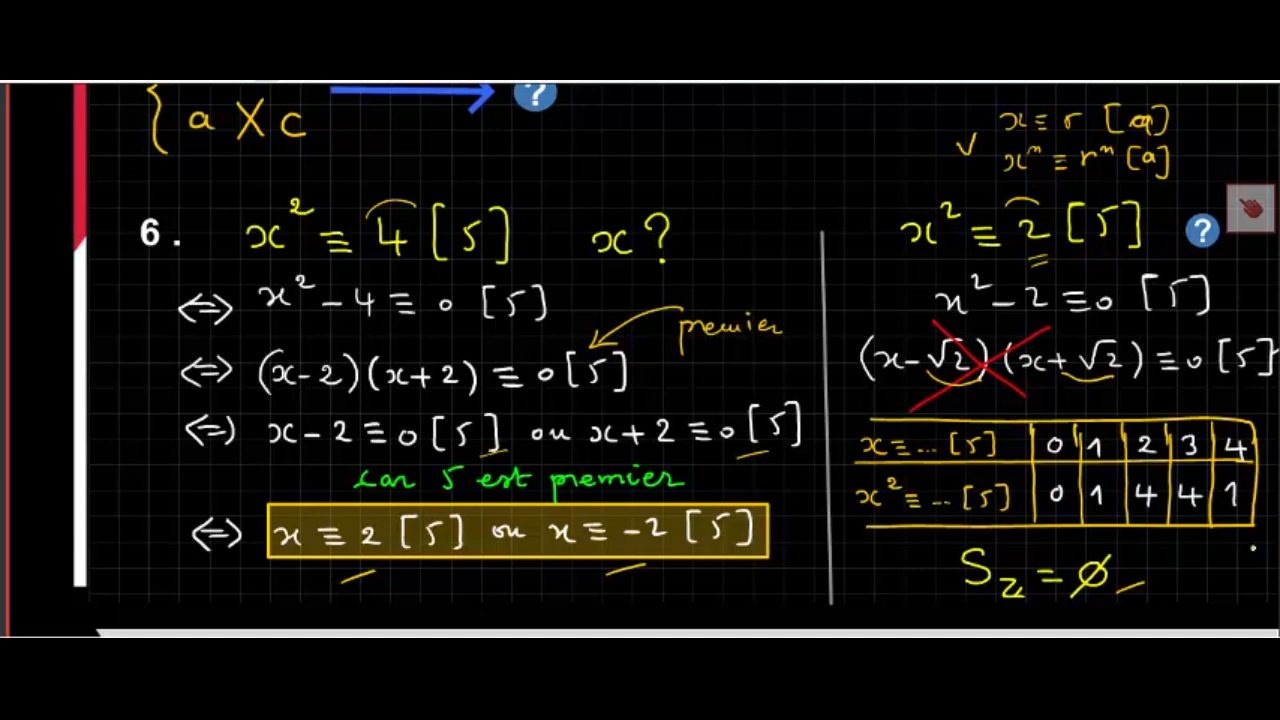 { a X c
?
6 . x² ≡ 4 [5] x ?
⇔ x² - 4 ≡ 0 [5]
premier
⇔ (x-2)(x+2) ≡ 0 [5]
⇔ x-2 ≡ 0 [5] ou x+2 ≡ 0 [5]
car 5 est premier
⇔ x ≡ 2 [5] ou x ≡ -2 [5]
x ≡ r [a]
√ xⁿ ≡ rⁿ [a]
x² ≡ 2 [5] ?
x² - 2 ≡ 0 [5]
(x-√2)(x+√2) ≡ 0 [5]
x ≡ ... [5] 0 1 2 3 4
x² ≡ ... [5] 0 1 4 4 1
S_z = ∅